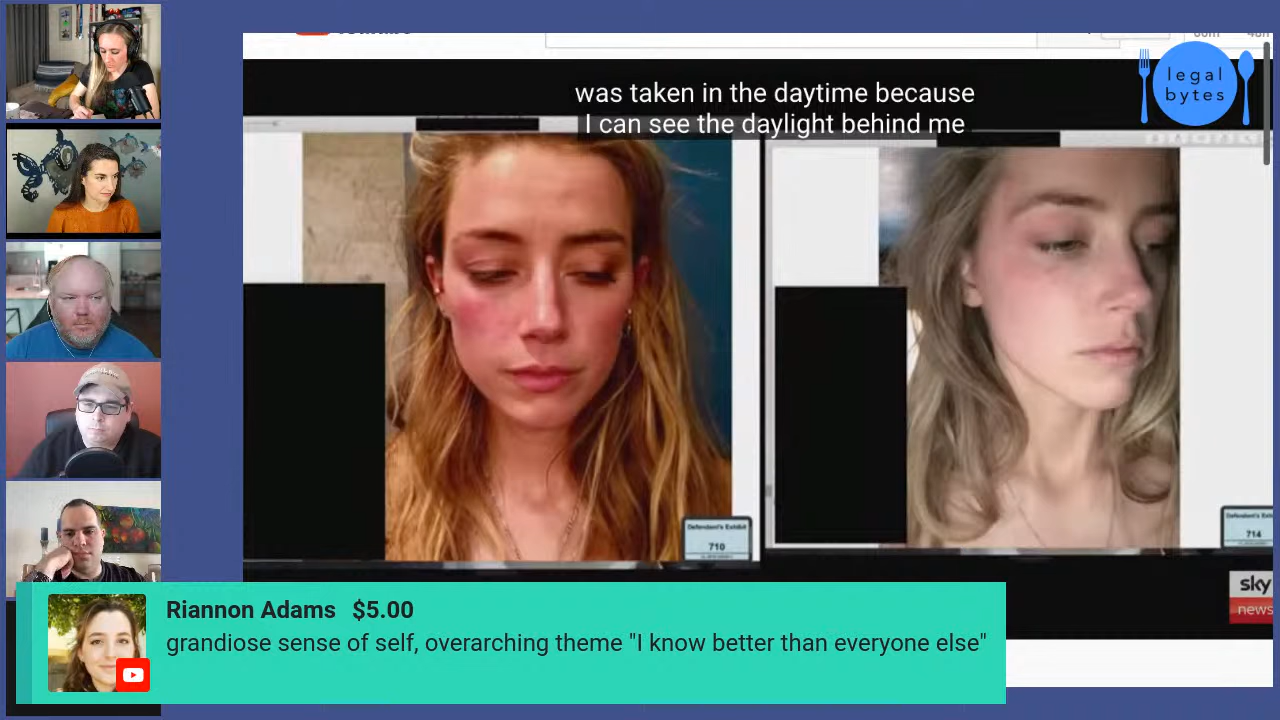 was taken in the daytime because
I can see the daylight behind me
legal
bytes
Defendant's Exhibit
710
Defendant's Exhibit
714
sky
news
Riannon Adams $5.00
grandiose sense of self, overarching theme "I know better than everyone else"